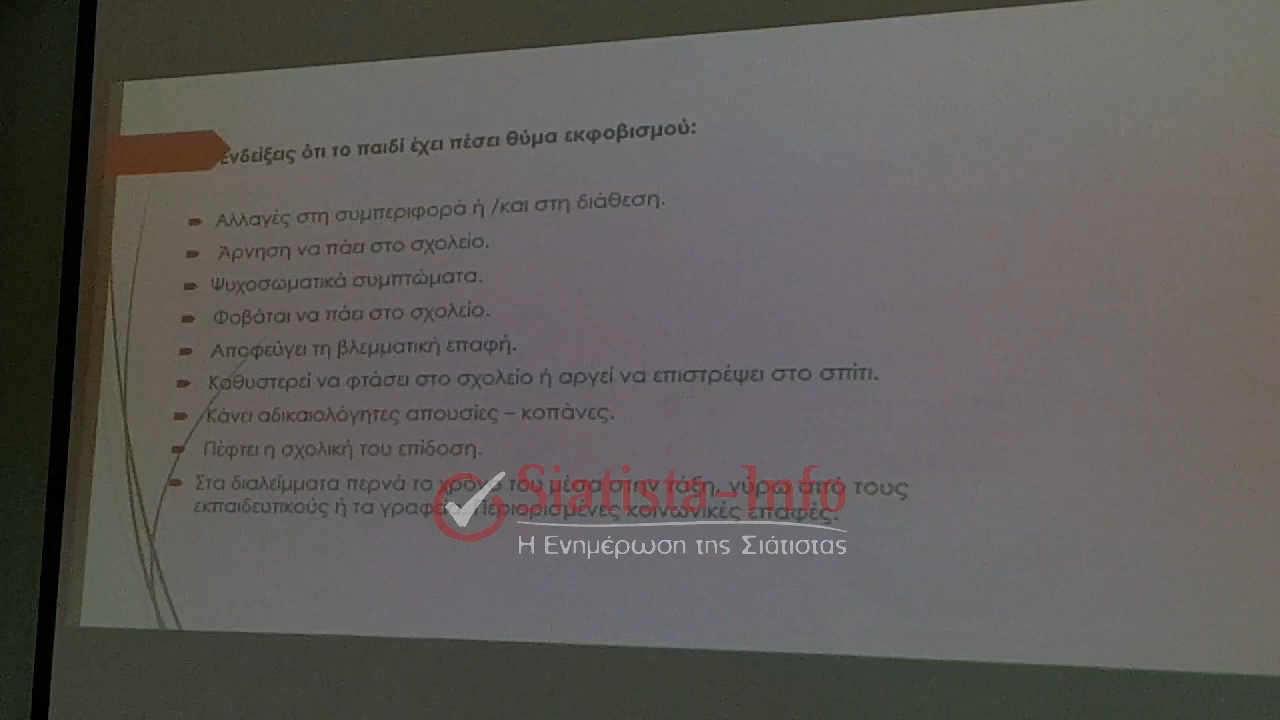 Ενδείξεις ότι το παιδί έχει πέσει θύμα εκφοβισμού:
Αλλαγές στη συμπεριφορά ή /και στη διάθεση.
Άρνηση να πάει στο σχολείο.
Ψυχοσωματικά συμπτώματα.
Φοβάται να πάει στο σχολείο.
Αποφεύγει τη βλεμματική επαφή.
Καθυστερεί να φτάσει στο σχολείο ή αργεί να επιστρέψει στο σπίτι.
Κάνει αδικαιολόγητες απουσίες – κοπάνες.
Πέφτει η σχολική του επίδοση.
Στα διαλείμματα περνά το χρόνο του μέσα στην τάξη, γύρω από τους
εκπαιδευτικούς ή τα γραφεία. Περιορισμένες κοινωνικές επαφές.
Siatista-Info
Η Ενημέρωση της Σιάτιστας